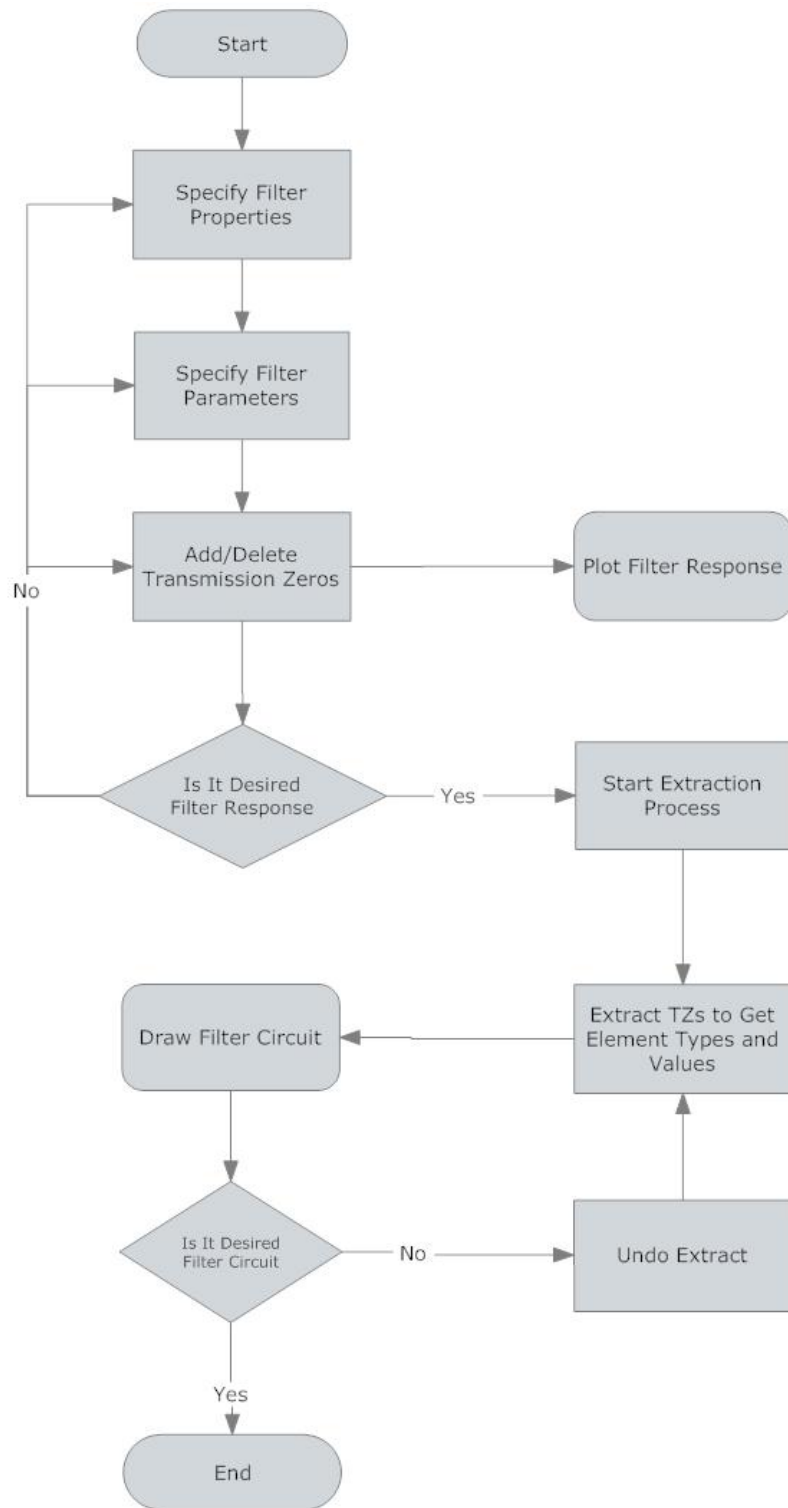 Start
Specify Filter
Properties
Specify Filter
Parameters
Add/Delete
Transmission Zeros
Plot Filter Response
No
Is It Desired
Filter Response
Yes
Start Extraction
Process
Extract TZs to Get
Element Types and
Values
Draw Filter Circuit
Is It Desired
Filter Circuit
No
Undo Extract
Yes
End